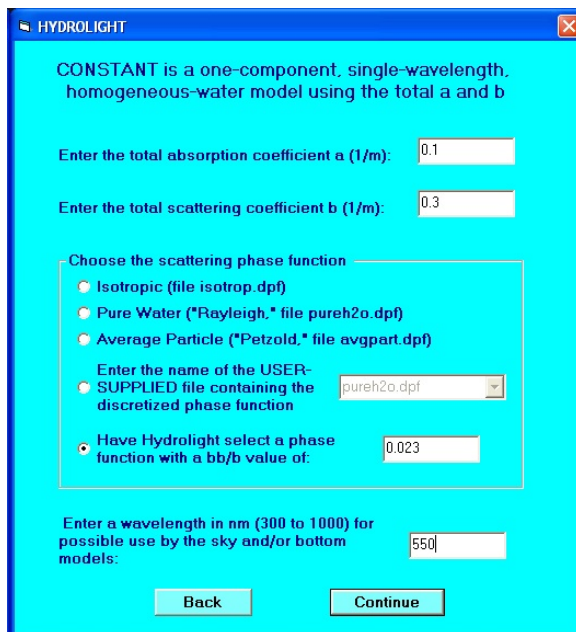 HYDROLIGHT
CONSTANT is a one-component, single-wavelength,
homogeneous-water model using the total a and b
Enter the total absorption coefficient a (1/m): 0.1
Enter the total scattering coefficient b (1/m): 0.3
Choose the scattering phase function
Isotropic (file isotrop.dpf)
Pure Water ("Rayleigh," file pureh2o.dpf)
Average Particle ("Petzold," file avgpart.dpf)
Enter the name of the USER-
SUPPLIED file containing the pureh2o.dpf
discretized phase function
Have Hydrolight select a phase 0.023
function with a bb/b value of:
Enter a wavelength in nm (300 to 1000) for
possible use by the sky and/or bottom 550
models:
Back Continue